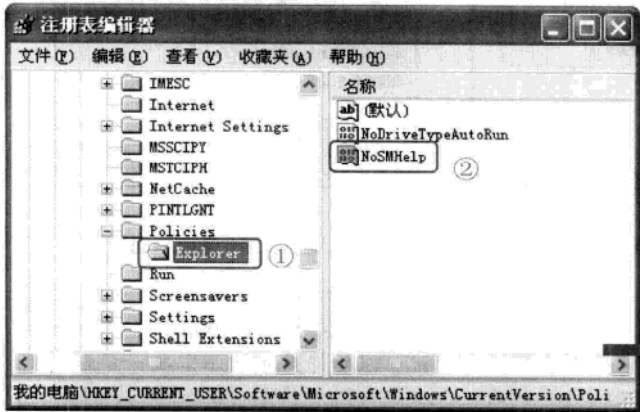 注册表编辑器
文件(F) 编辑(E) 查看(V) 收藏夹(A) 帮助(H)
IMESC
Internet
Internet Settings
MSSCIPY
MSTCIPH
NetCache
PINTLGNT
Policies
Explorer ①
Run
Screensavers
Settings
Shell Extensions
名称
ab (默认)
NoDriveTypeAutoRun
NoSMHelp ②
我的电脑\HKEY_CURRENT_USER\Software\Microsoft\Windows\CurrentVersion\Poli